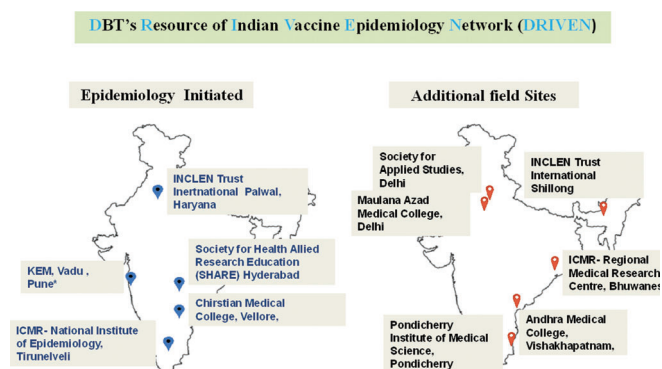 DBT's Resource of Indian Vaccine Epidemiology Network (DRIVEN)
Epidemiology Initiated
INCLEN Trust
Inertnational Palwal,
Haryana
Society for Health Allied
Research Education
(SHARE) Hyderabad
KEM, Vadu ,
Pune*
Chirstian Medical
College, Vellore,
ICMR- National Institute
of Epidemiology,
Tirunelveli
Additional field Sites
Society for
Applied Studies,
Delhi
INCLEN Trust
International
Shillong
Maulana Azad
Medical College,
Delhi
ICMR- Regional
Medical Research
Centre, Bhuwanes
Pondicherry
Institute of Medical
Science,
Pondicherry
Andhra Medical
College,
Vishakhapatnam,